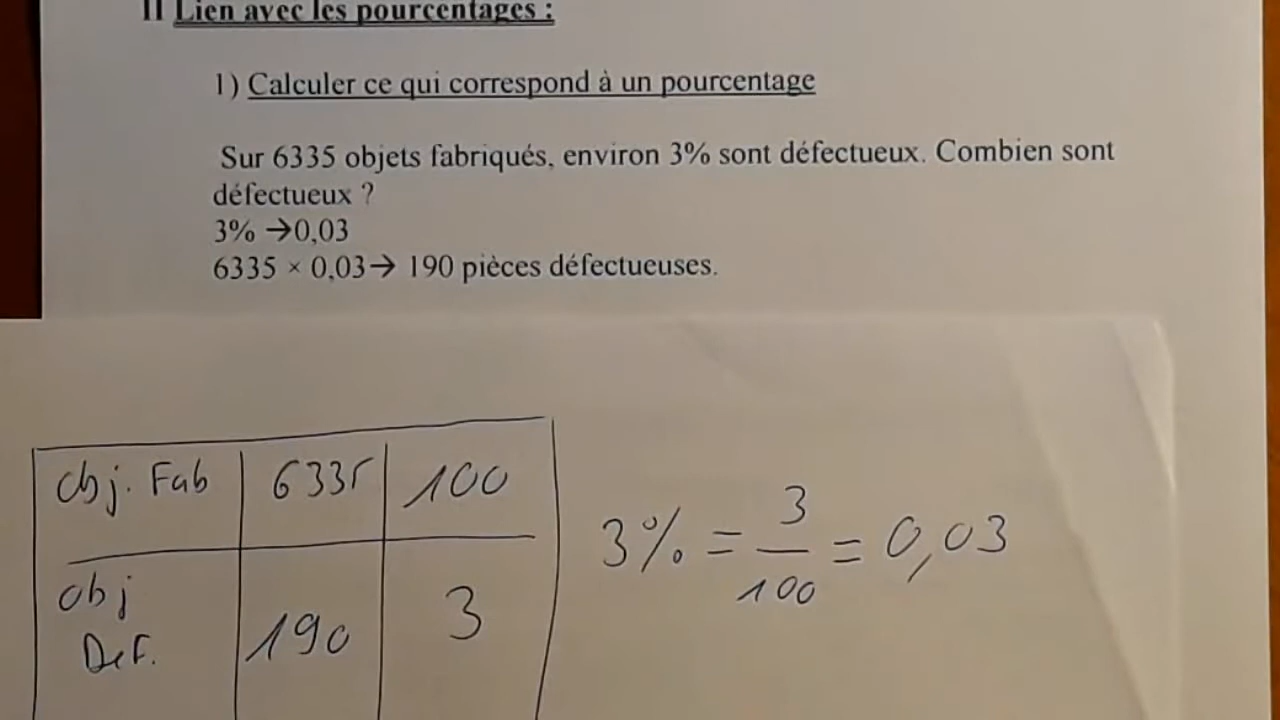 II Lien avec les pourcentages :
1) Calculer ce qui correspond à un pourcentage
Sur 6335 objets fabriqués, environ 3% sont défectueux. Combien sont
défectueux ?
3% →0,03
6335 × 0,03→ 190 pièces défectueuses.
Obj. Fab 6335 100
obj
Def. 190 3
3% = 3/100 = 0,03